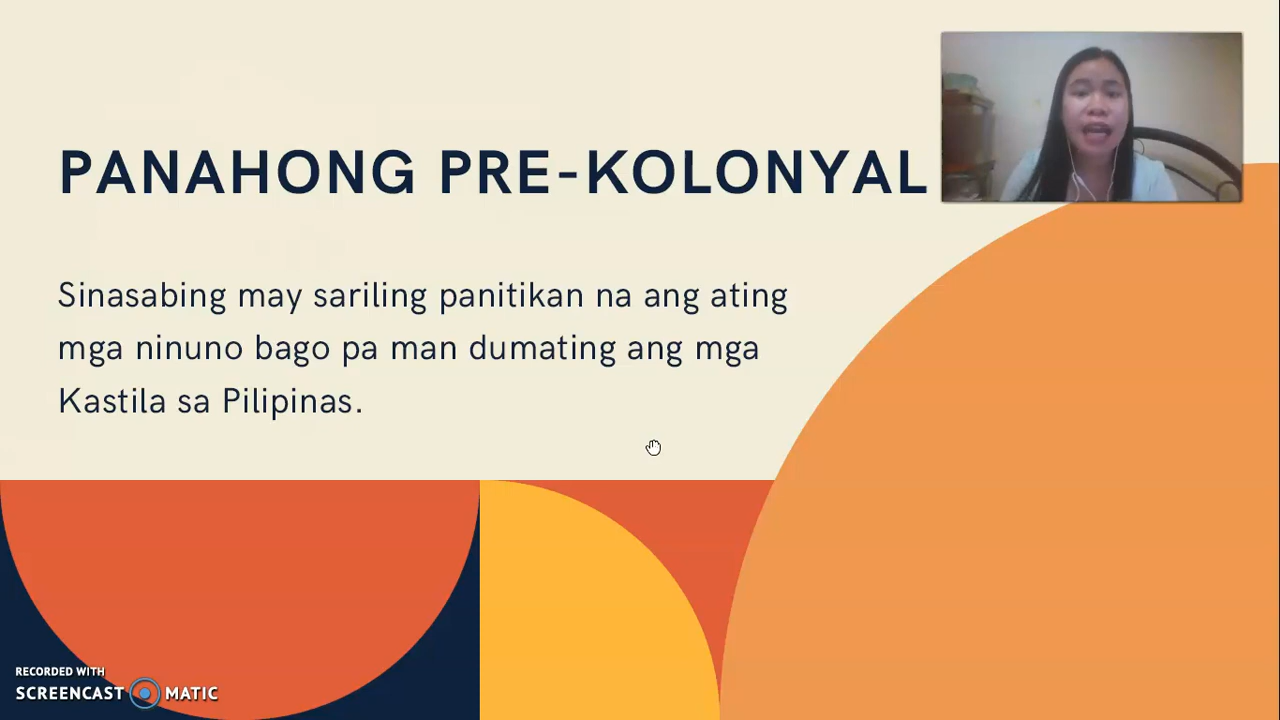 PANAHONG PRE-KOLONYAL
Sinasabing may sariling panitikan na ang ating
mga ninuno bago pa man dumating ang mga
Kastila sa Pilipinas.
RECORDED WITH
SCREENCAST MATIC